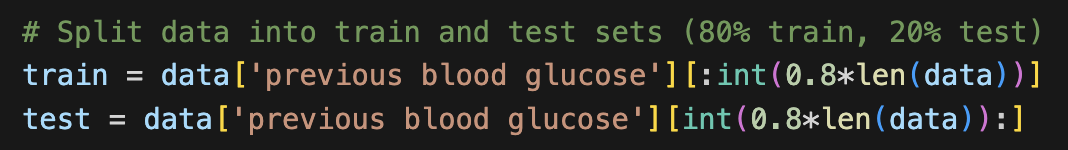 # Split data into train and test sets (80% train, 20% test)
train = data['previous blood glucose'][:int(0.8*len(data))]
test = data['previous blood glucose'][int(0.8*len(data)):]